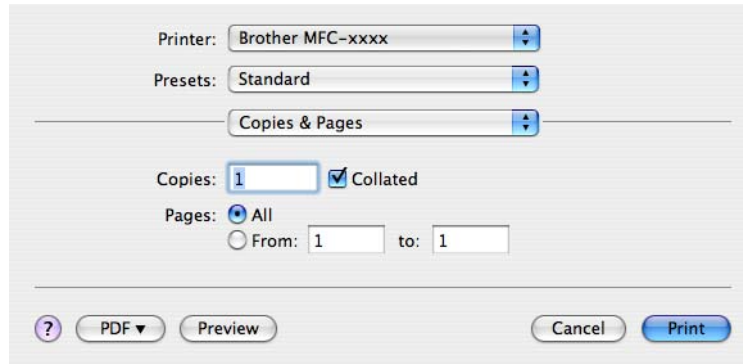 Printer: Brother MFC-xxxx
Presets: Standard
Copies & Pages
Copies: 1 Collated
Pages: All
From: 1 to: 1
? PDF▼ Preview Cancel Print